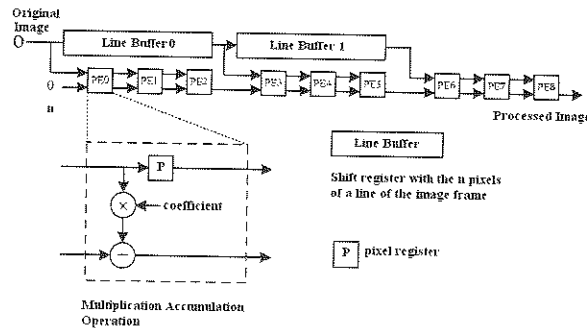 Original
Image
Line Buffer 0
Line Buffer 1
PE0
PE1
PE2
PE3
PE4
PE5
PE6
PE7
PE8
0
n
Processed Image
P
coefficient
Line Buffer
Shift register with the n pixels
of a line of the image frame
P
pixel register
Multiplication Accumulation
Operation